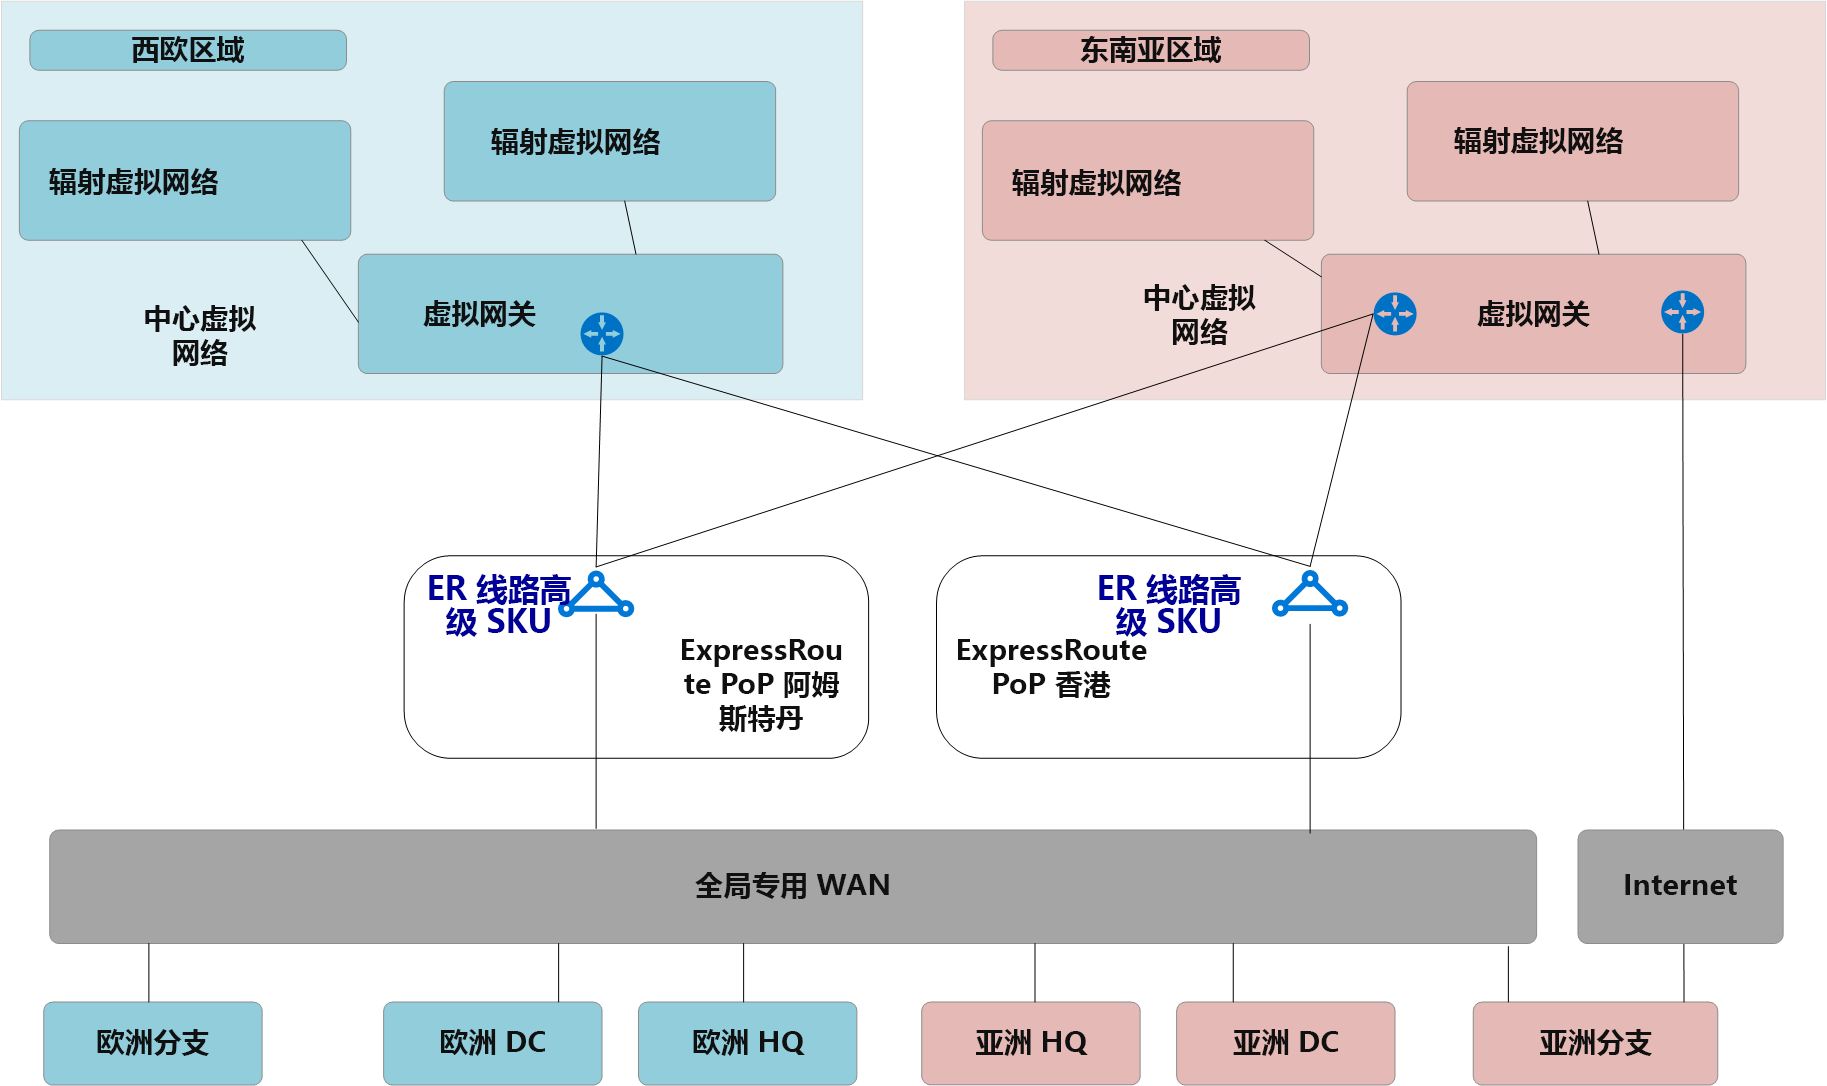 西欧区域
辐射虚拟网络
辐射虚拟网络
中心虚拟
网络
虚拟网关
东南亚区域
辐射虚拟网络
辐射虚拟网络
中心虚拟
网络
虚拟网关
ER 线路高
级 SKU
ExpressRou
te PoP 阿姆
斯特丹
ER 线路高
级 SKU
ExpressRoute
PoP 香港
全局专用 WAN
Internet
欧洲分支
欧洲 DC
欧洲 HQ
亚洲 HQ
亚洲 DC
亚洲分支